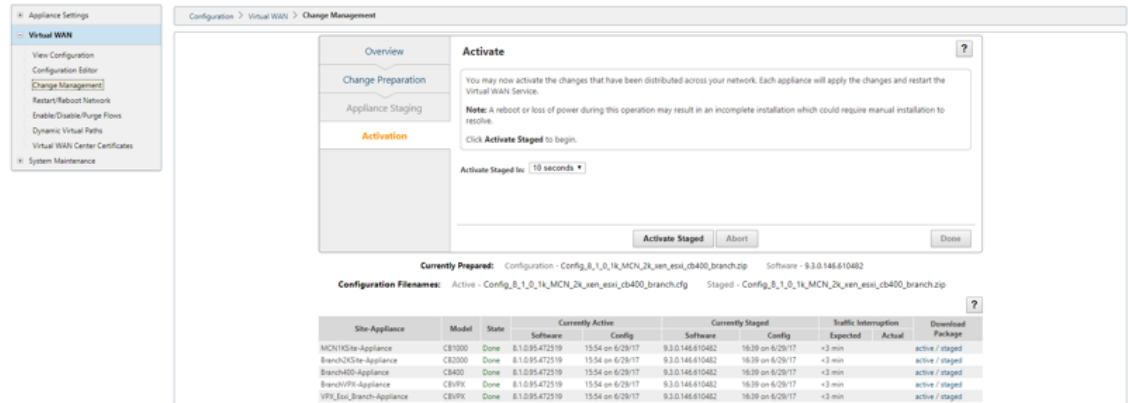 Appliance Settings
Virtual WAN
View Configuration
Configuration Editor
Change Management
Restart/Reboot Network
Enable/Disable/Purge Flows
Dynamic Virtual Paths
Virtual WAN Center Certificates
System Maintenance
Configuration > Virtual WAN > Change Management
Overview
Change Preparation
Appliance Staging
Activation
Activate
?
You may now activate the changes that have been distributed across your network. Each appliance will apply the changes and restart the
Virtual WAN Service.
Note: A reboot or loss of power during this operation may result in an incomplete installation which could require manual installation to
resolve.
Click Activate Staged to begin.
Activate Staged In: 10 seconds
Activate Staged Abort Done
Currently Prepared: Configuration - Config_8_1_0_1k_MCN_2k_xen_esxi_cb400_branch.zip Software - 9.3.0.146.610482
Configuration Filenames: Active - Config_8_1_0_1k_MCN_2k_xen_esxi_cb400_branch.cfg Staged - Config_8_1_0_1k_MCN_2k_xen_esxi_cb400_branch.zip
?
Site-Appliance Model State Currently Active Currently Staged Traffic Interruption Download Package
Software Config Software Config Expected Actual
MCN1KSite-Appliance CB1000 Done 8.1.0.95.472519 15:54 on 6/29/17 9.3.0.146.610482 16:39 on 6/29/17 <3 min active / staged
Branch2KSite-Appliance CB2000 Done 8.1.0.95.472519 15:54 on 6/29/17 9.3.0.146.610482 16:39 on 6/29/17 <3 min active / staged
Branch400-Appliance CB400 Done 8.1.0.95.472519 15:54 on 6/29/17 9.3.0.146.610482 16:39 on 6/29/17 <3 min active / staged
BranchVPX-Appliance CBVPX Done 8.1.0.95.472519 15:54 on 6/29/17 9.3.0.146.610482 16:39 on 6/29/17 <3 min active / staged
VPX_Esxi_Branch-Appliance CBVPX Done 8.1.0.95.472519 15:54 on 6/29/17 9.3.0.146.610482 16:39 on 6/29/17 <3 min active / staged